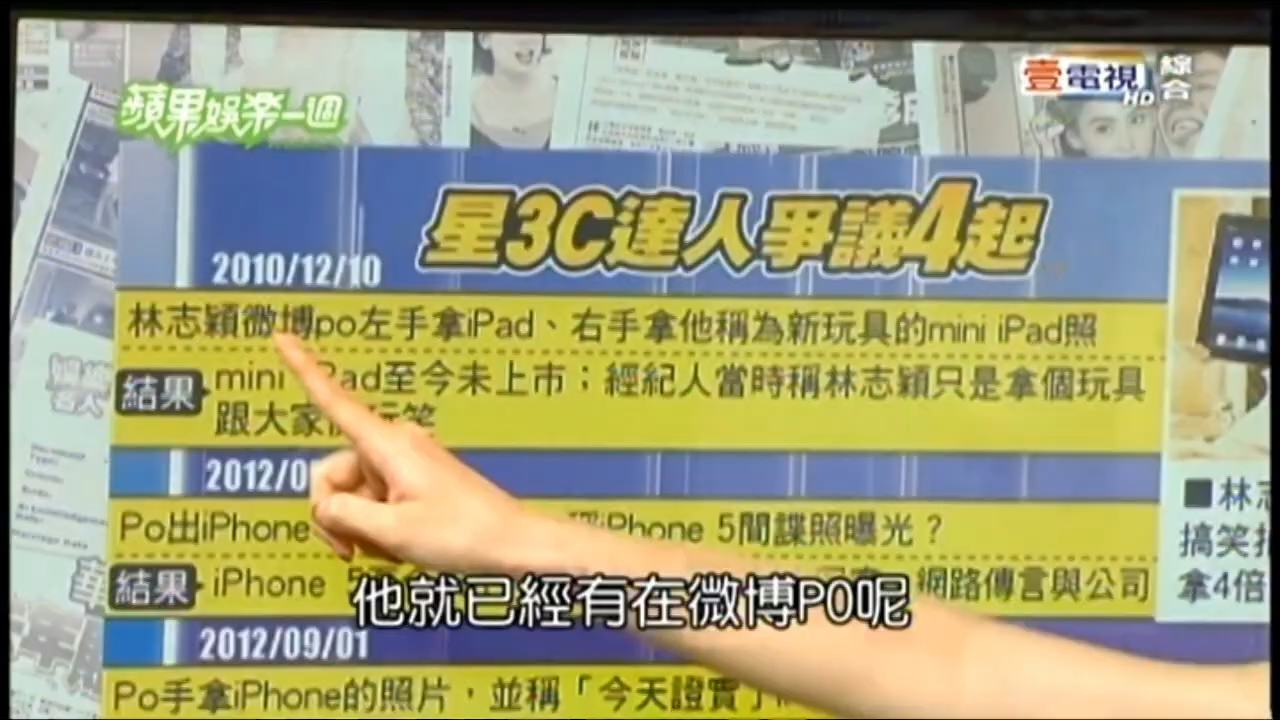 蘋果娛樂一週
壹電視HD
綜合
星3C達人爭議4起
2010/12/10
林志穎微博po左手拿iPad、右手拿他稱為新玩具的mini iPad照
結果
mini iPad至今未上市；經紀人當時稱林志穎只是拿個玩具
跟大家 玩笑
2012/0
Po出iPhone iPhone 5間諜照曝光？
結果
iPhone 網路傳言與公司
2012/09/01
Po手拿iPhone的照片，並稱「今天證實了
■林志
搞笑
拿4倍
他就已經有在微博PO呢